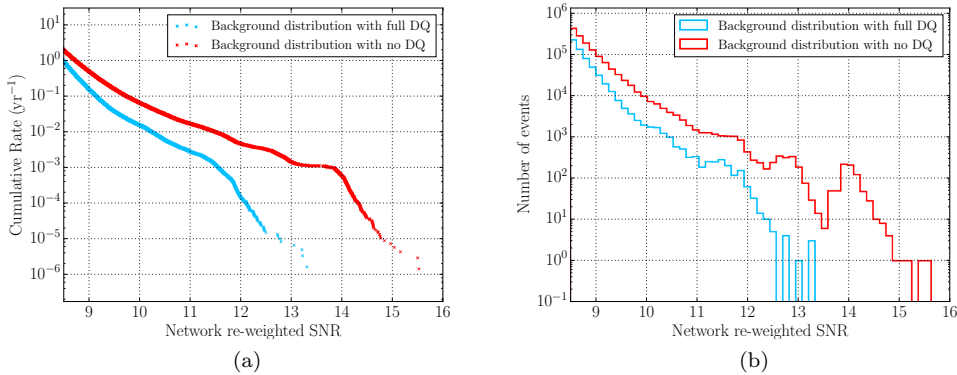 Background distribution with full DQ
Background distribution with no DQ
Cumulative Rate (yr⁻¹)
10¹
10⁰
10⁻¹
10⁻²
10⁻³
10⁻⁴
10⁻⁵
10⁻⁶
9 10 11 12 13 14 15 16
Network re-weighted SNR
(a)
Background distribution with full DQ
Background distribution with no DQ
Number of events
10⁶
10⁵
10⁴
10³
10²
10¹
10⁰
10⁻¹
9 10 11 12 13 14 15 16
Network re-weighted SNR
(b)